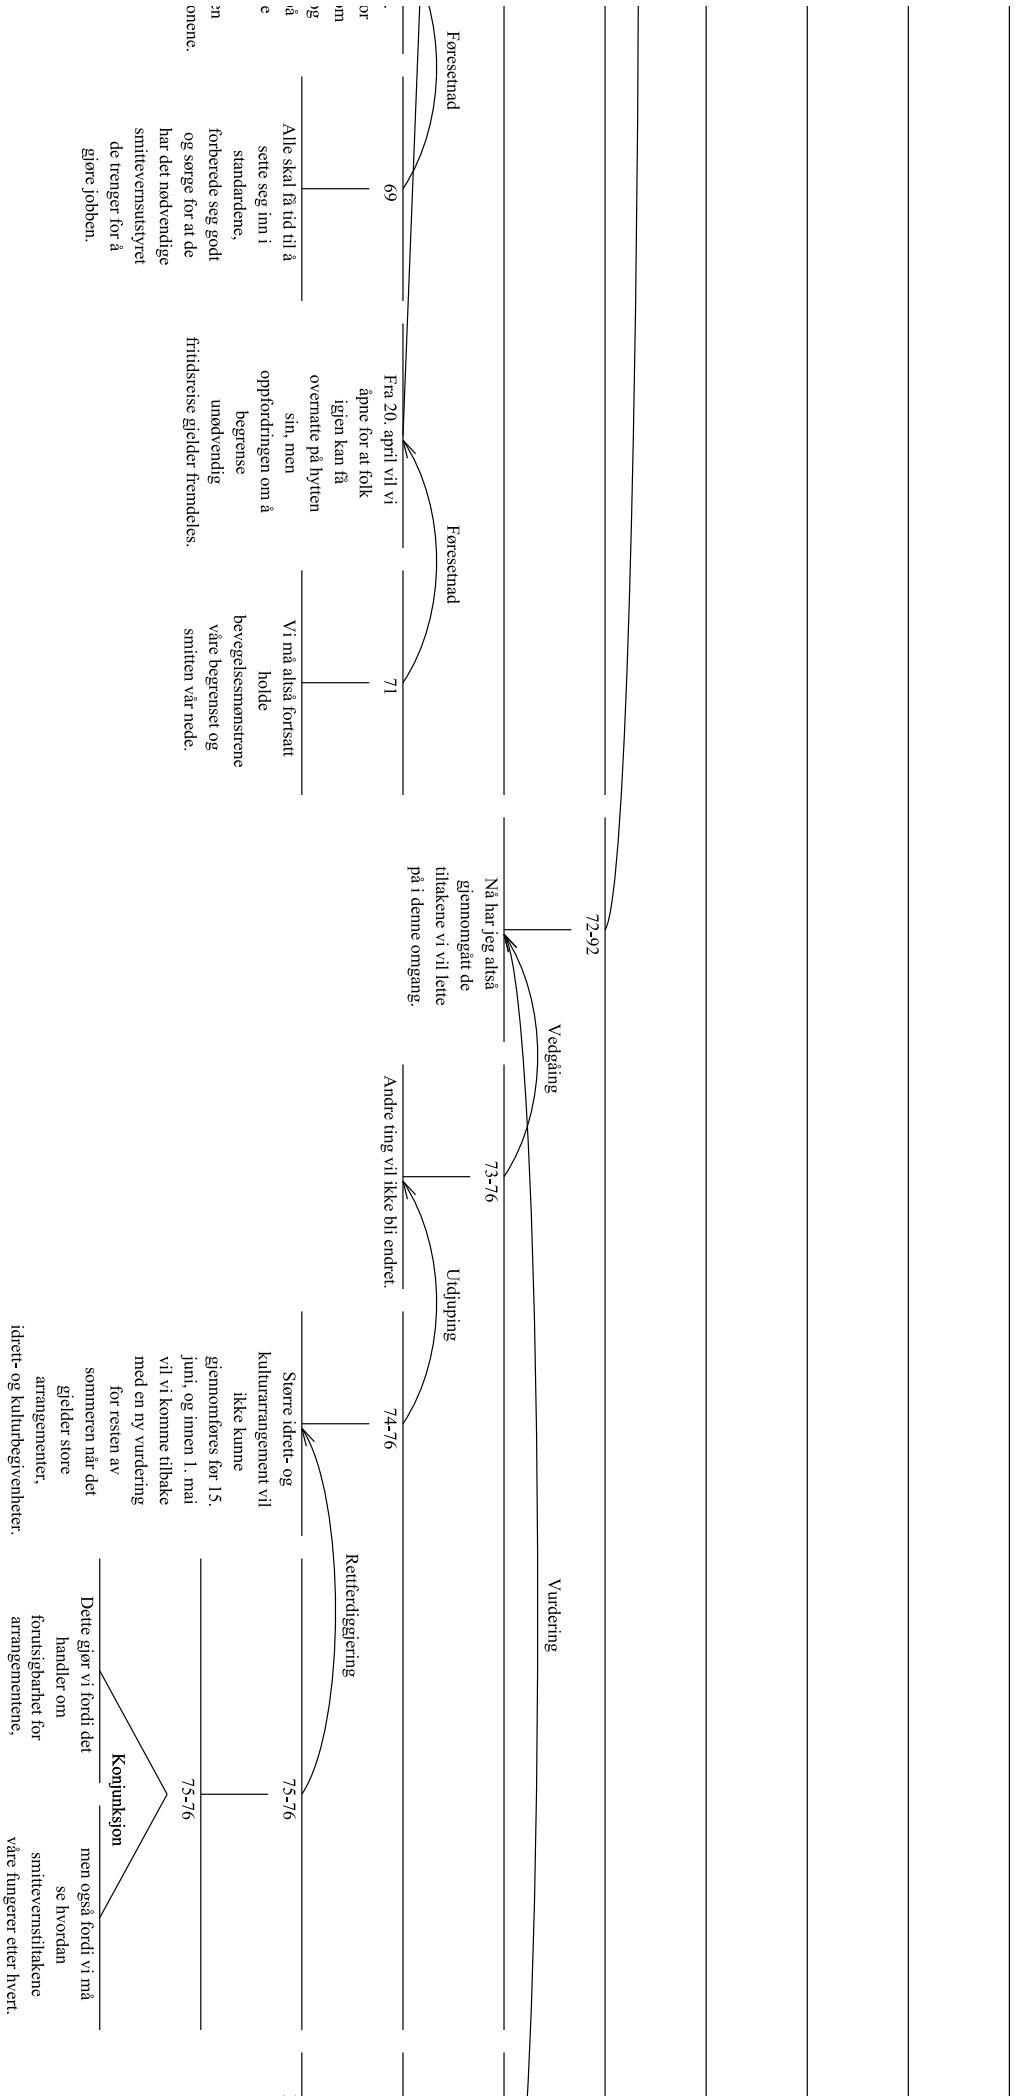 or
om
og
å
e
en
onene.
Føresetnad
69
Alle skal få tid til å
sette seg inn i
standardene,
forberede seg godt
og sørge for at de
har det nødvendige
smittevernsutstyret
de trenger for å
gjøre jobben.
Fra 20. april vil vi
åpne for at folk
igjen kan få
overnatte på hytten
sin, men
oppfordringen om å
begrense
unødvendig
fritidsreise gjelder fremdeles.
Føresetnad
71
Vi må altså fortsatt
holde
bevegelsesmønstrene
våre begrenset og
smitten vår nede.
72-92
Nå har jeg altså
gjennomgått de
tiltakene vi vil lette
på i denne omgang.
Vedgåing
73-76
Andre ting vil ikke bli endret.
Utdjuping
74-76
Større idrett- og
kulturarrangement vil
ikke kunne
gjennomføres før 15.
juni, og innen 1. mai
vil vi komme tilbake
med en ny vurdering
for resten av
sommeren når det
gjelder store
arrangementer,
idrett- og kulturbegivenheter.
Vurdering
Rettferdiggjering
75-76
75-76
Konjunksjon
Dette gjør vi fordi det
handler om
forutsigbarhet for
arrangementene,
men også fordi vi må
se hvordan
smittevernstiltakene
våre fungerer etter hvert.